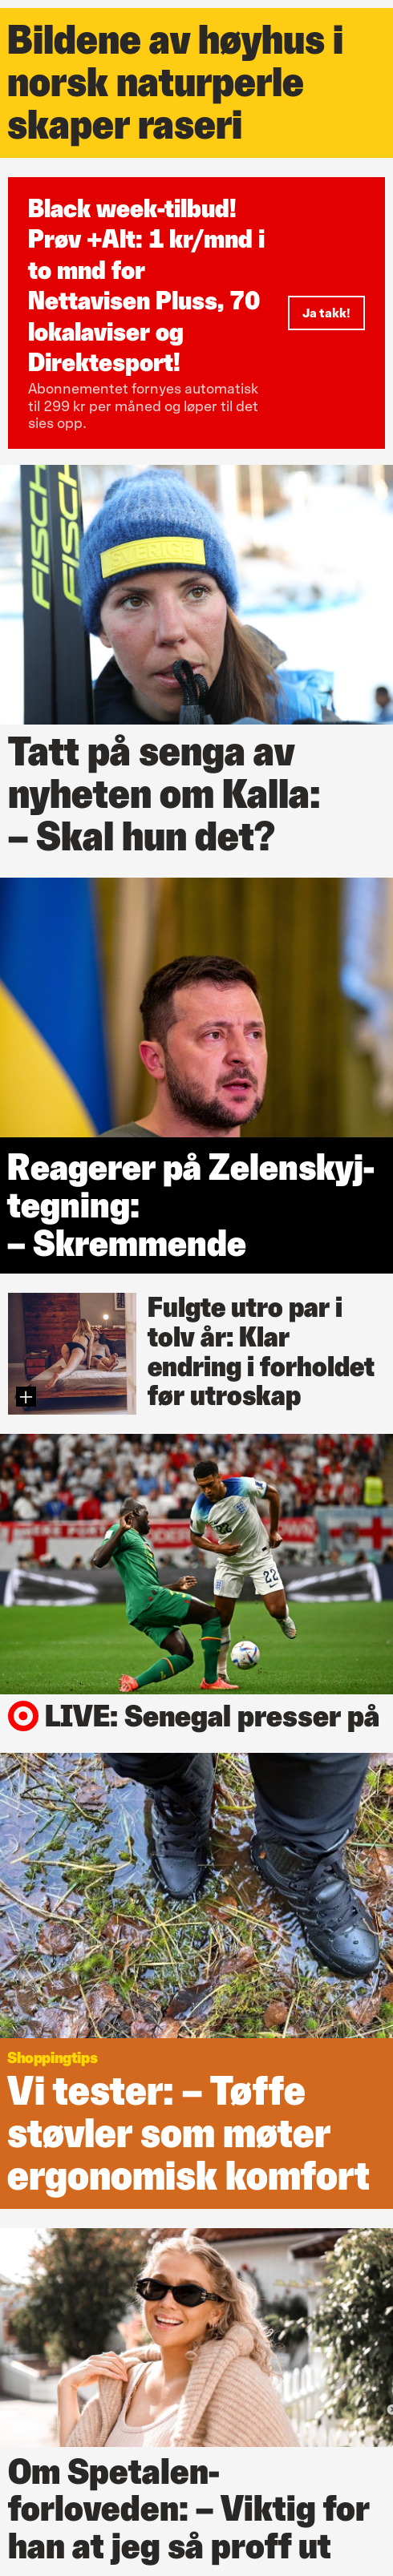 Bildene av høyhus i
norsk naturperle
skaper raseri
Black week-tilbud!
Prøv +Alt: 1 kr/mnd i
to mnd for
Nettavisen Pluss, 70
lokalaviser og
Direktesport!
Ja takk!
Abonnementet fornyes automatisk
til 299 kr per måned og løper til det
sies opp.
FISCH
FISCH
SVERIGE
Tatt på senga av
nyheten om Kalla:
– Skal hun det?
Reagerer på Zelenskyj-
tegning:
– Skremmende
Fulgte utro par i
tolv år: Klar
endring i forholdet
før utroskap
22
22
LIVE: Senegal presser på
Shoppingtips
Vi tester: – Tøffe
støvler som møter
ergonomisk komfort
Om Spetalen-
forloveden: – Viktig for
han at jeg så proff ut